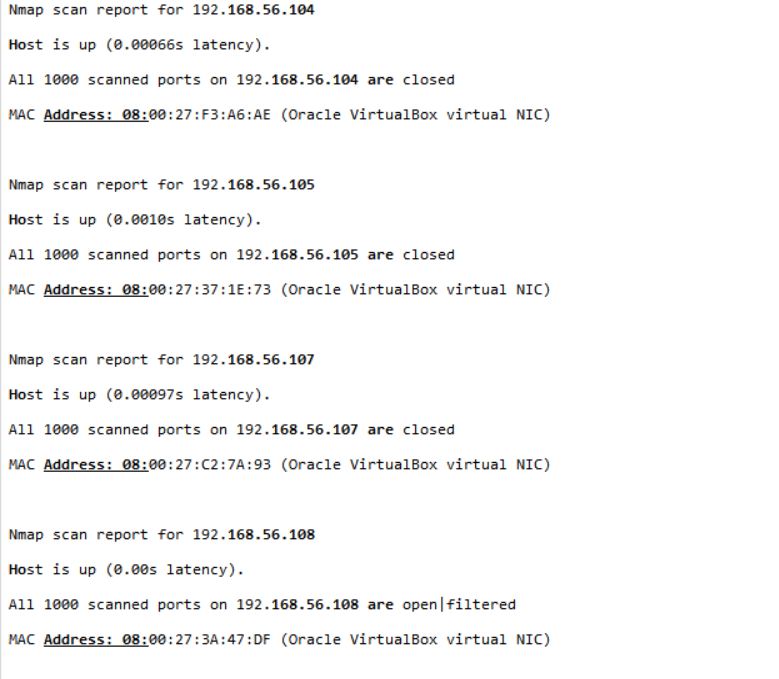 Nmap scan report for 192.168.56.104
Host is up (0.00066s latency).
All 1000 scanned ports on 192.168.56.104 are closed
MAC Address: 08:00:27:F3:A6:AE (Oracle VirtualBox virtual NIC)
Nmap scan report for 192.168.56.105
Host is up (0.0010s latency).
All 1000 scanned ports on 192.168.56.105 are closed
MAC Address: 08:00:27:37:1E:73 (Oracle VirtualBox virtual NIC)
Nmap scan report for 192.168.56.107
Host is up (0.00097s latency).
All 1000 scanned ports on 192.168.56.107 are closed
MAC Address: 08:00:27:C2:7A:93 (Oracle VirtualBox virtual NIC)
Nmap scan report for 192.168.56.108
Host is up (0.00s latency).
All 1000 scanned ports on 192.168.56.108 are open|filtered
MAC Address: 08:00:27:3A:47:DF (Oracle VirtualBox virtual NIC)